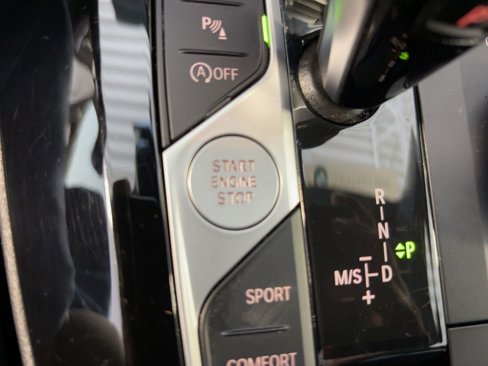 P
A OFF
START
ENGINE
STOP
SPORT
COMFORT
R
N
P
M/S
D
+